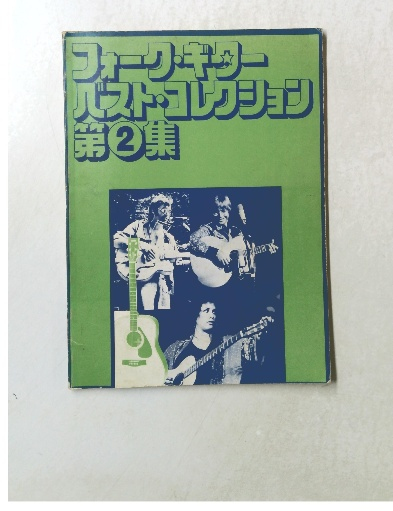 フォーク・ギター
ベスト・コレクション
第②集